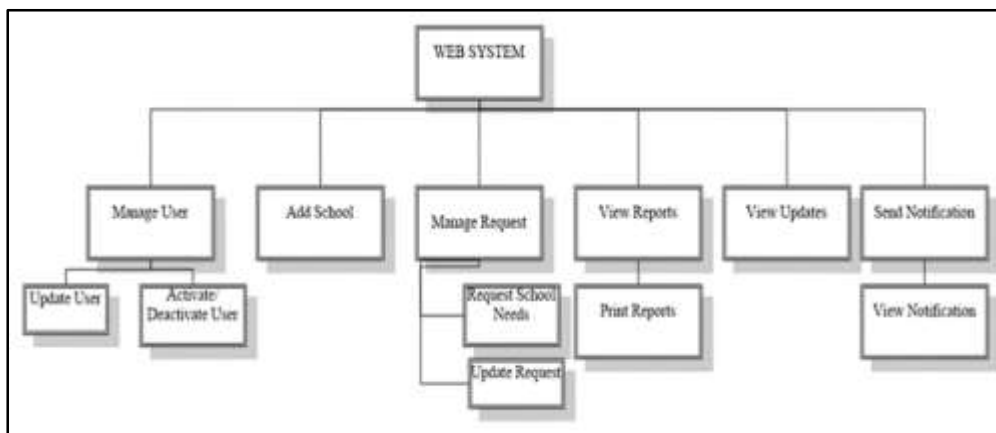 WEB SYSTEM
Manage User
Add School
Manage Request
View Reports
View Updates
Send Notification
Update User
Activate/
Deactivate User
Request School
Needs
Print Reports
View Notification
Update Request